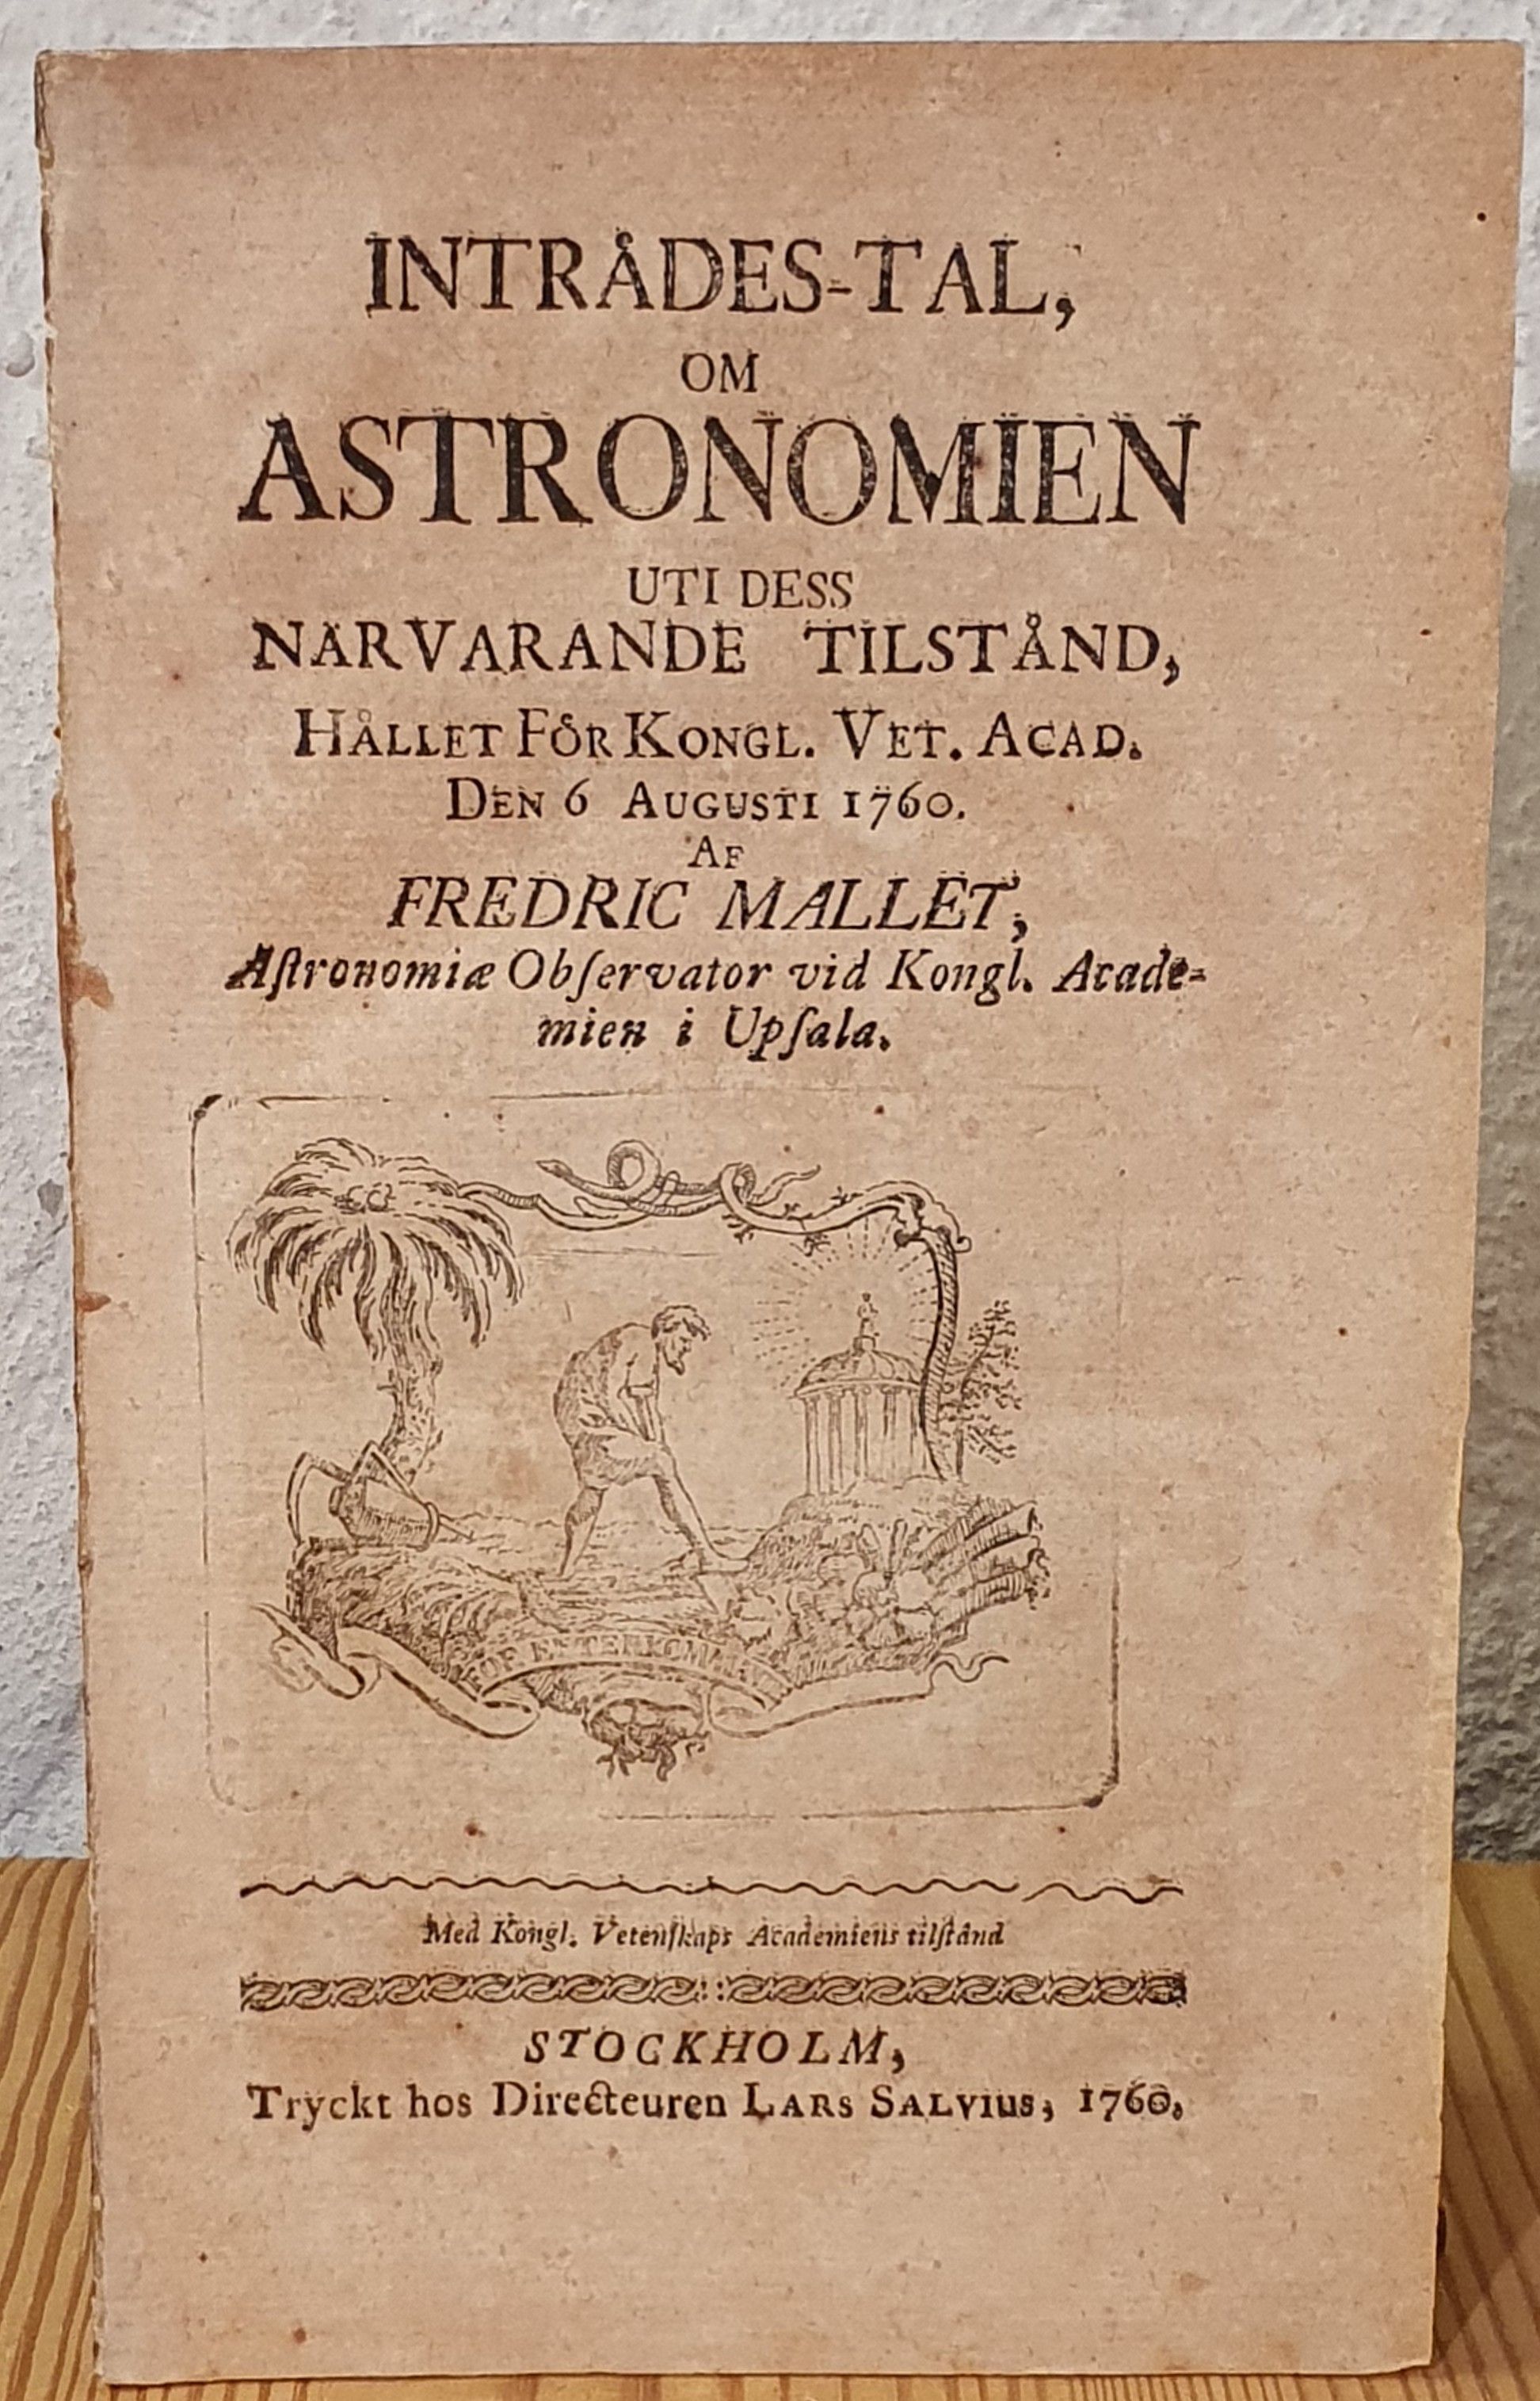 INTRÅDES-TAL,
OM
ASTRONOMIEN
UTI DESS
NÄRVARANDE TILSTÅND,
HÅLLET FÖR KONGL. VET. ACAD.
DEN 6 AUGUSTI 1760.
AF
FREDRIC MALLET,
Aſtronomiæ Obſervator vid Kongl. Acade-
mien i Upſala.
FÖR EFTERKOMMANDE
Med Kongl. Vetenſkaps Academiens tilſtånd
STOCKHOLM,
Tryckt hos Directeuren LARS SALVIUS, 1760.